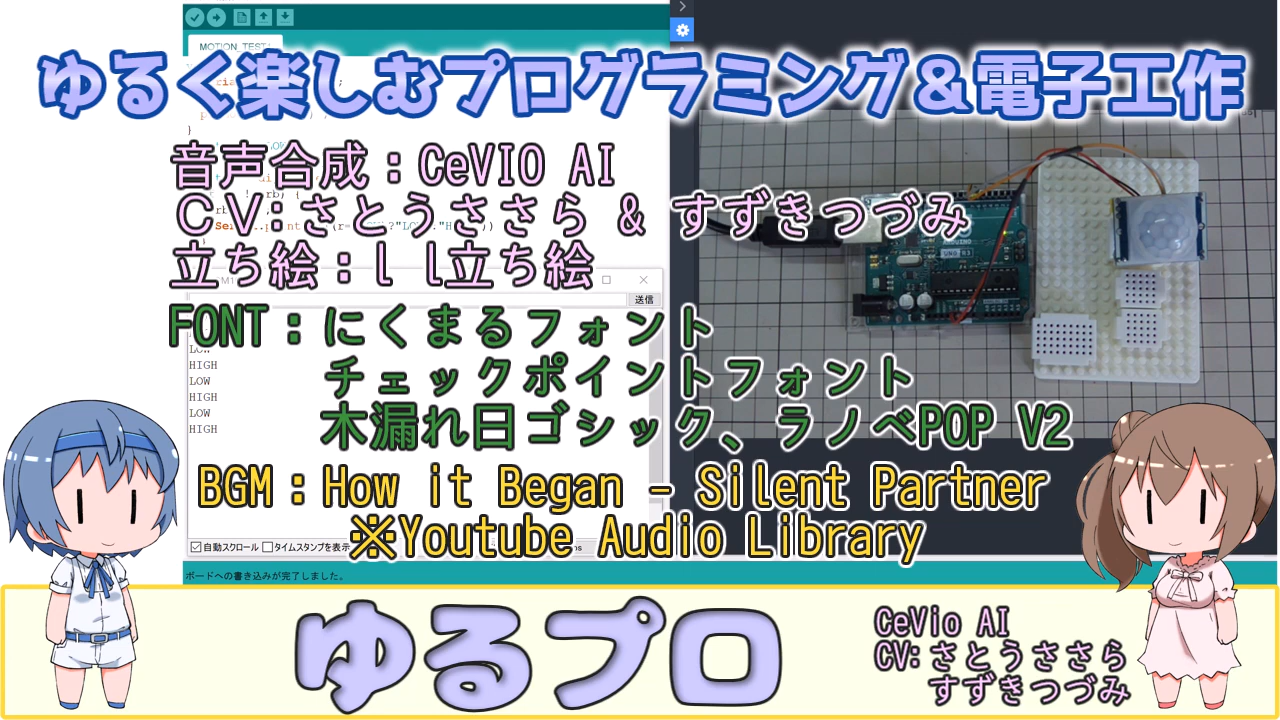 MOTION_TEST
ゆるく楽しむプログラミング＆電子工作
音声合成：CeVIO AI
ＣＶ:さとうささら & すずきつづみ
立ち絵：l l立ち絵
送信
FONT：にくまるフォント
チェックポイントフォント
木漏れ日ゴシック、ラノベPOP V2
LOW
HIGH
LOW
HIGH
LOW
HIGH
BGM：How it Began – Silent Partner
※Youtube Audio Library
自動スクロール タイムスタンプを表示
ボードへの書き込みが完了しました。
ゆるプロ
CeVio AI
CV:さとうささら
すずきつづみ